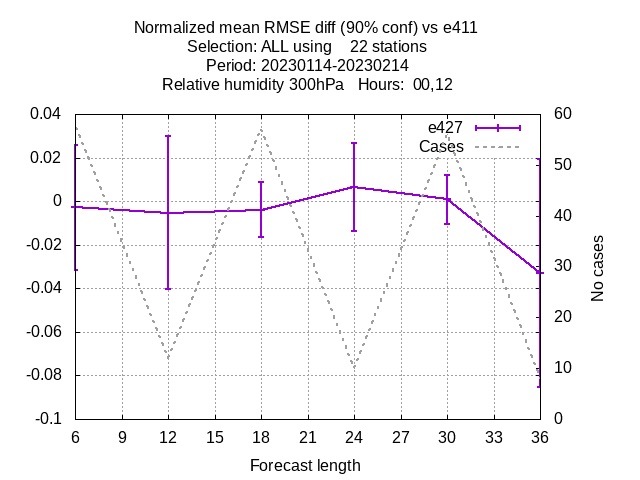 Normalized mean RMSE diff (90% conf) vs e411
Selection: ALL using 22 stations
Period: 20230114-20230214
Relative humidity 300hPa Hours: 00,12
e427
Cases
0.04
0.02
0
-0.02
-0.04
-0.06
-0.08
-0.1
60
50
40
30
20
10
0
No cases
6 9 12 15 18 21 24 27 30 33 36
Forecast length